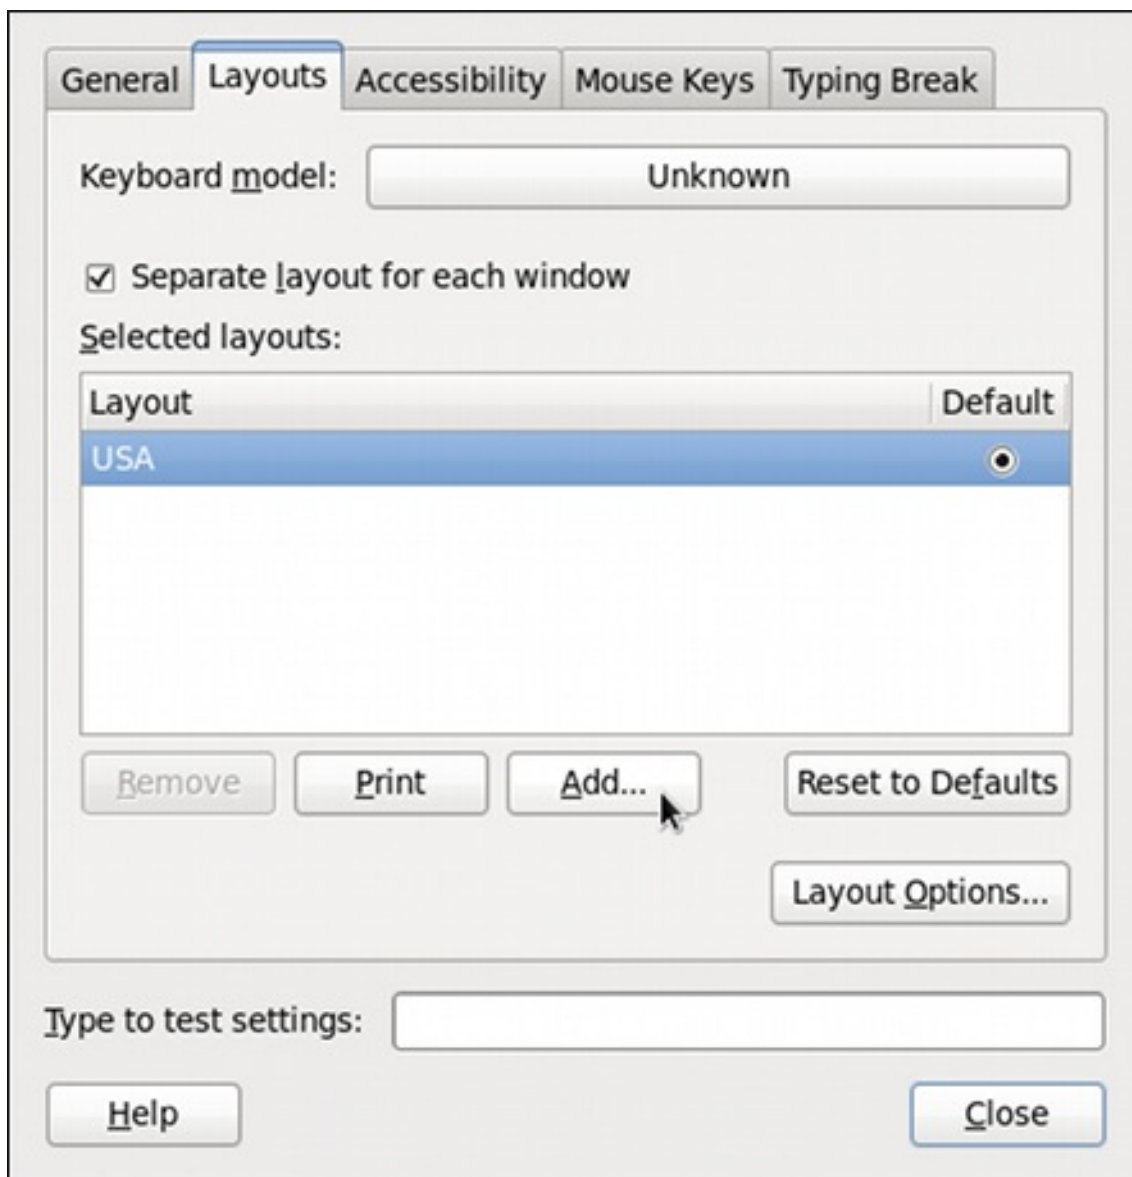 General Layouts Accessibility Mouse Keys Typing Break
Keyboard model: Unknown
Separate layout for each window
Selected layouts:
Layout Default
USA
Remove Print Add... Reset to Defaults
Layout Options...
Type to test settings:
Help Close